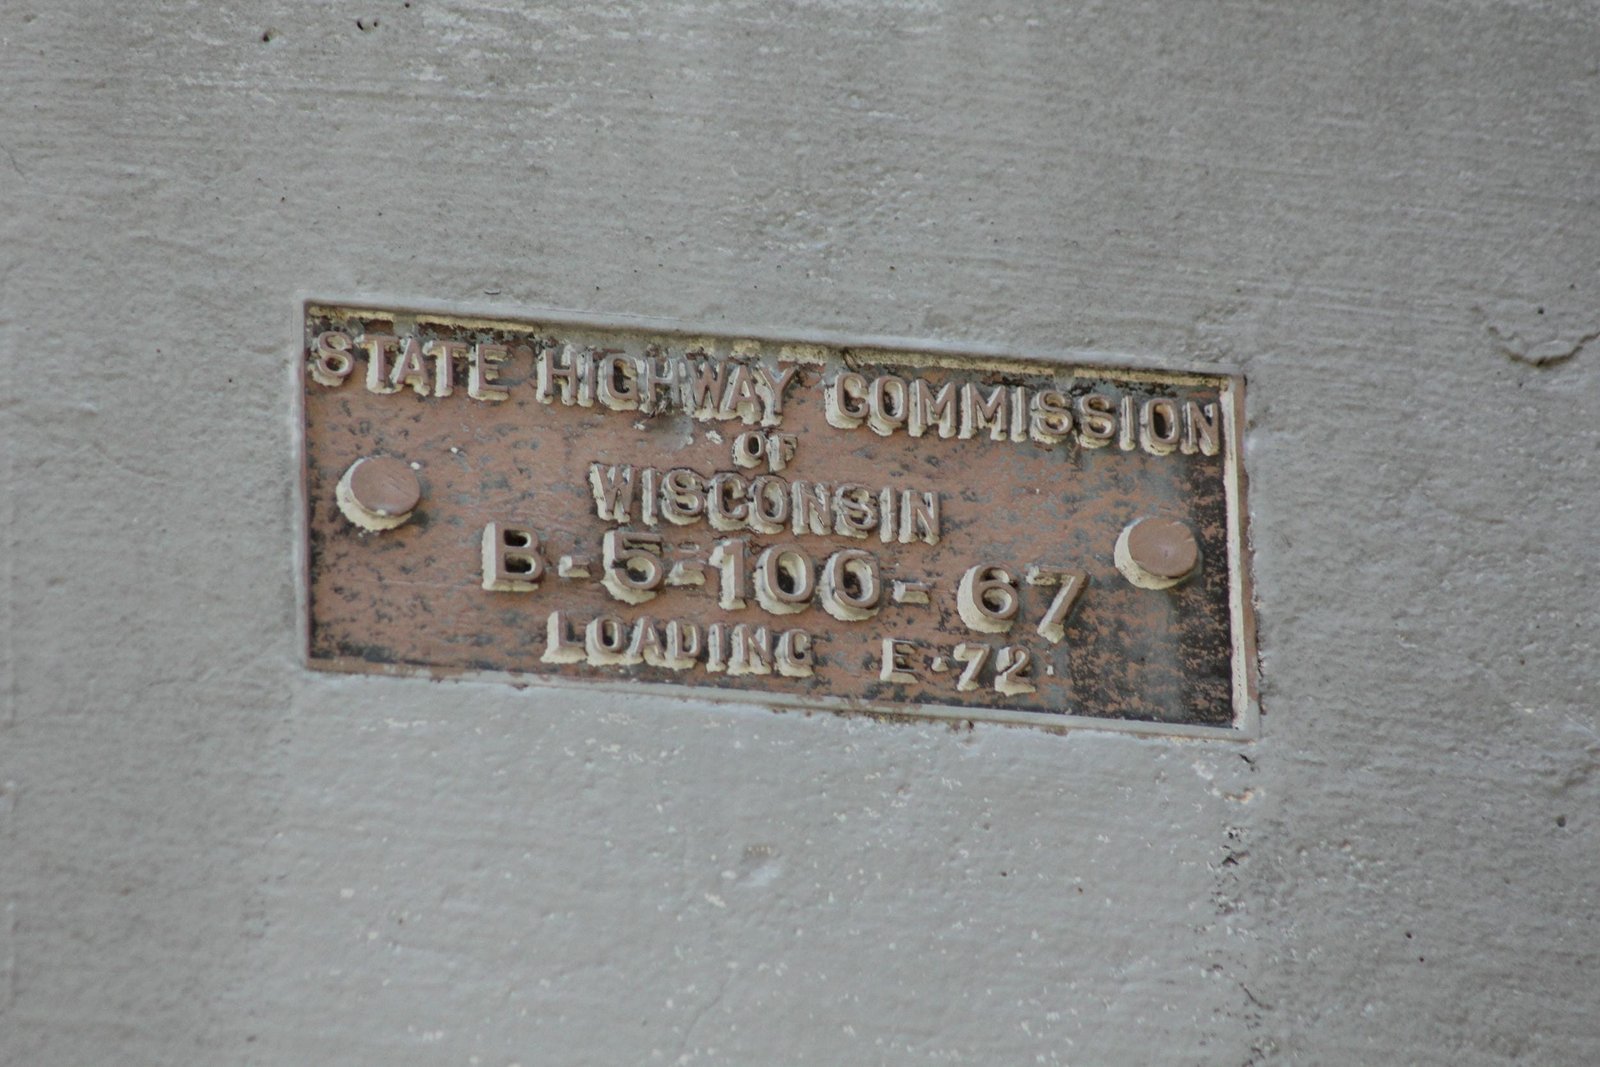 STATE HIGHWAY COMMISSION
OF
WISCONSIN
B-5-100-67
LOADING E-72